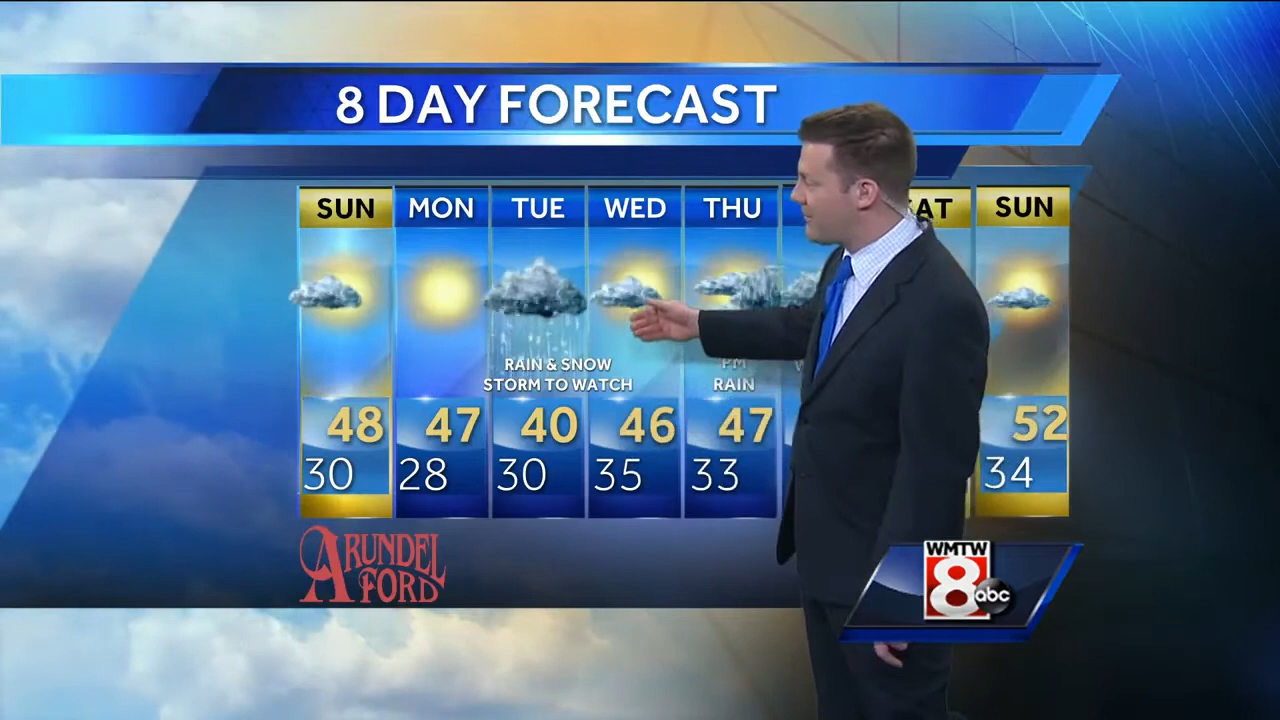 8 DAY FORECAST
SUN MON TUE WED THU SAT SUN
RAIN & SNOW PM
STORM TO WATCH RAIN
48 47 40 46 47 52
30 28 30 35 33 34
ARUNDEL
FORD
WMTW
8
abc